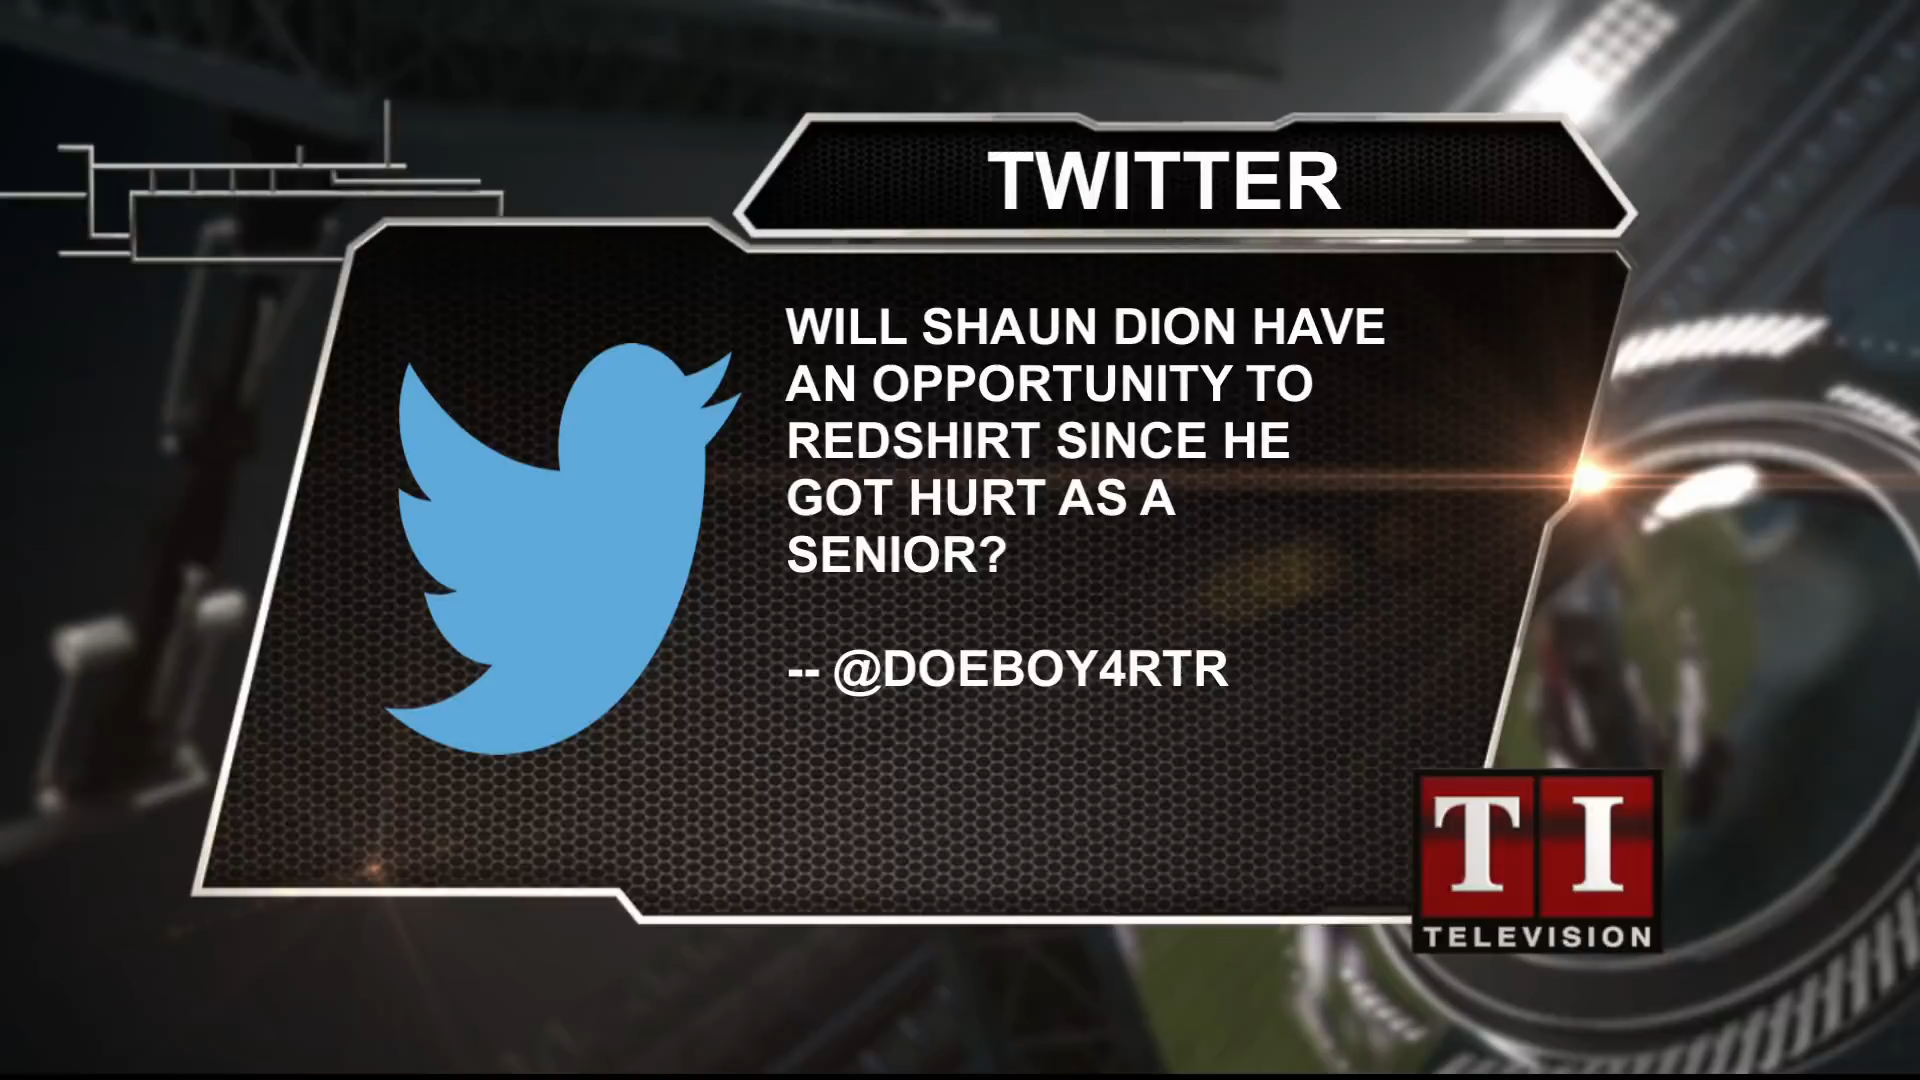 TWITTER
WILL SHAUN DION HAVE
AN OPPORTUNITY TO
REDSHIRT SINCE HE
GOT HURT AS A
SENIOR?
-- @DOEBOY4RTR
TI
TELEVISION